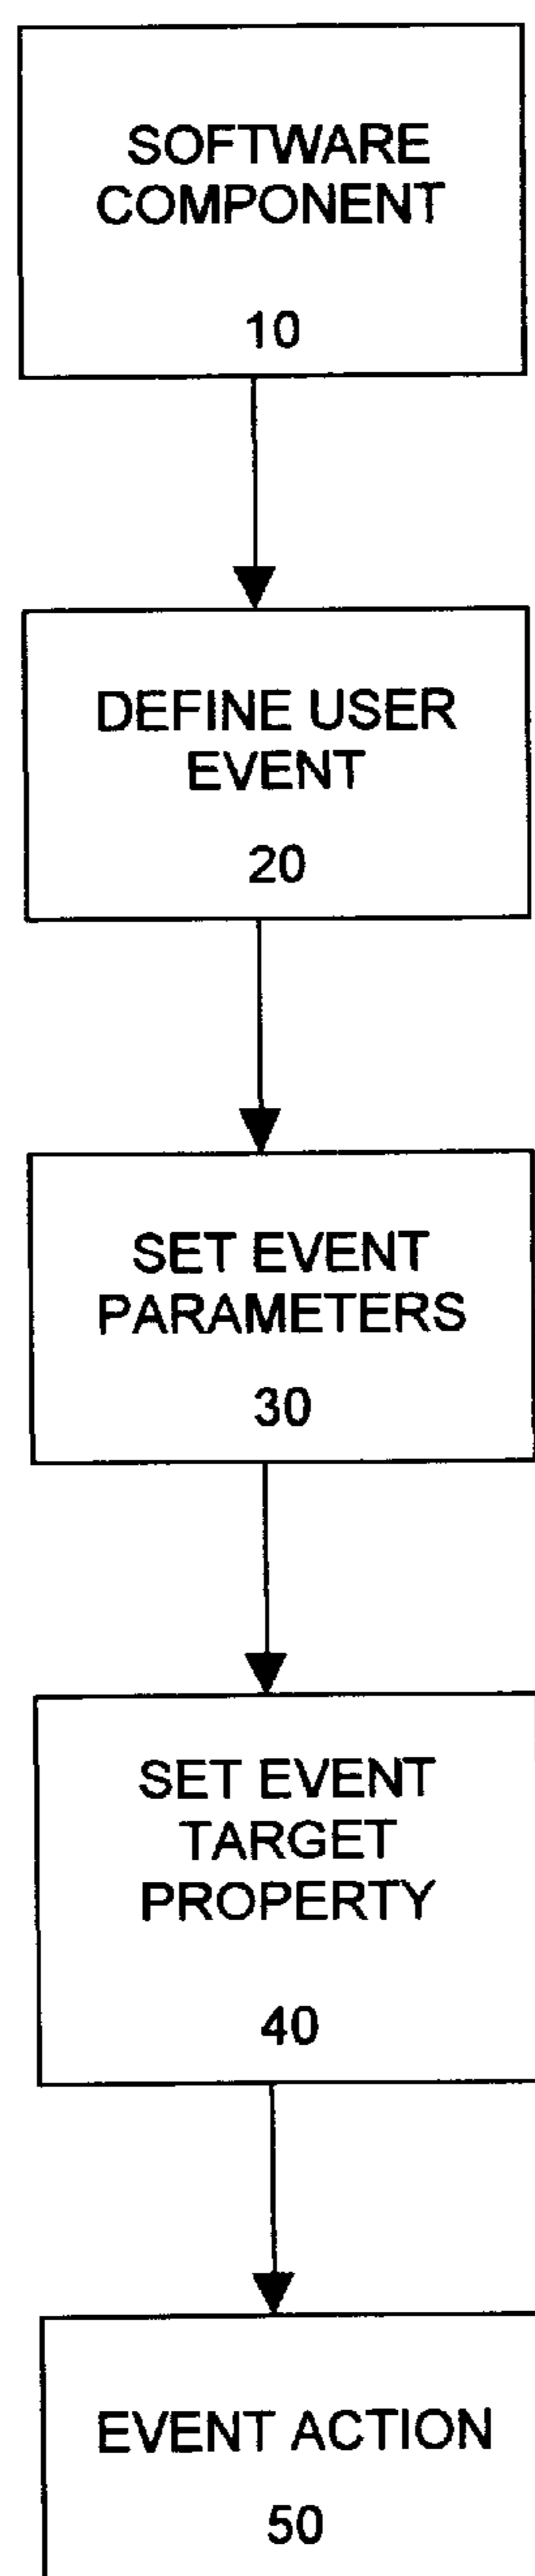 SOFTWARE
COMPONENT
10
DEFINE USER
EVENT
20
SET EVENT
PARAMETERS
30
SET EVENT
TARGET
PROPERTY
40
EVENT ACTION
50